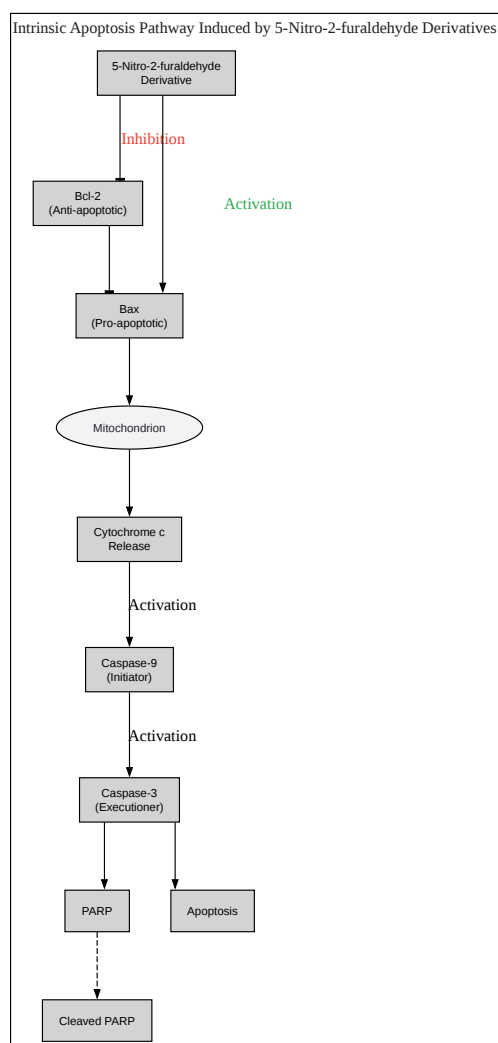 Intrinsic Apoptosis Pathway Induced by 5-Nitro-2-furaldehyde Derivatives
5-Nitro-2-furaldehyde
Derivative
Inhibition
Bcl-2
(Anti-apoptotic)
Activation
Bax
(Pro-apoptotic)
Mitochondrion
Cytochrome c
Release
Activation
Caspase-9
(Initiator)
Activation
Caspase-3
(Executioner)
PARP
Apoptosis
Cleaved PARP